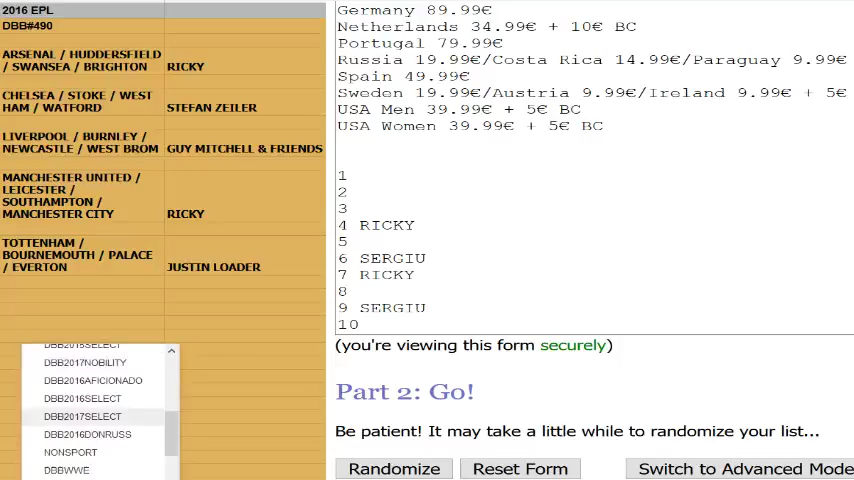 2016 EPL
DBB#490
ARSENAL / HUDDERSFIELD
/ SWANSEA / BRIGHTON RICKY
CHELSEA / STOKE / WEST
HAM / WATFORD STEFAN ZEILER
LIVERPOOL / BURNLEY /
NEWCASTLE / WEST BROM GUY MITCHELL & FRIENDS
MANCHESTER UNITED /
LEICESTER /
SOUTHAMPTON /
MANCHESTER CITY RICKY
TOTTENHAM /
BOURNEMOUTH / PALACE
/ EVERTON JUSTIN LOADER
DBB2015SELECT
DBB2017NOBILITY
DBB2016AFICIONADO
DBB2016SELECT
DBB2017SELECT
DBB2016DONRUSS
NONSPORT
DBBWWE
Germany 89.99€
Netherlands 34.99€ + 10€ BC
Portugal 79.99€
Russia 19.99€/Costa Rica 14.99€/Paraguay 9.99€
Spain 49.99€
Sweden 19.99€/Austria 9.99€/Ireland 9.99€ + 5€
USA Men 39.99€ + 5€ BC
USA Women 39.99€ + 5€ BC
1
2
3
4 RICKY
5
6 SERGIU
7 RICKY
8
9 SERGIU
10
(you're viewing this form securely)
Part 2: Go!
Be patient! It may take a little while to randomize your list...
Randomize Reset Form Switch to Advanced Mode